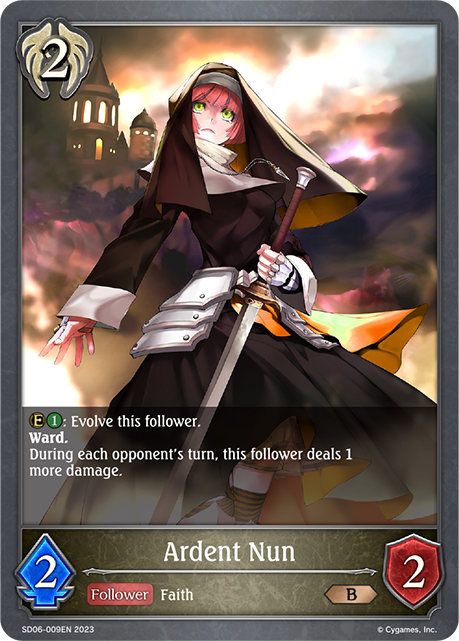 2
E 1: Evolve this follower.
Ward.
During each opponent's turn, this follower deals 1
more damage.
Ardent Nun
2
Follower Faith
B
2
SD06-009EN 2023
© Cygames, Inc.